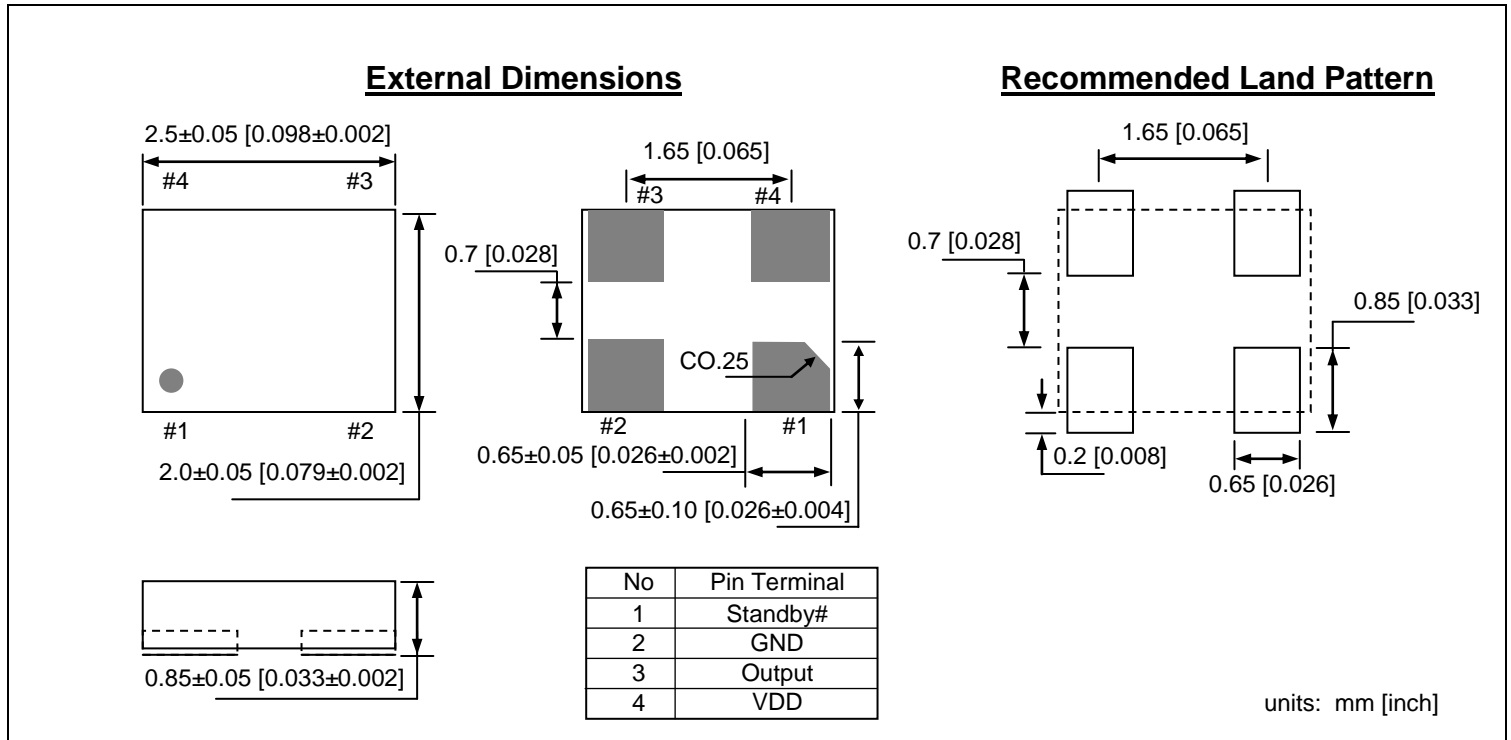 External Dimensions
2.5±0.05 [0.098±0.002]
#4 #3
#1 #2
2.0±0.05 [0.079±0.002]
1.65 [0.065]
#3 #4
0.7 [0.028]
CO.25
#2 #1
0.65±0.05 [0.026±0.002]
0.65±0.10 [0.026±0.004]
Recommended Land Pattern
1.65 [0.065]
0.7 [0.028]
0.85 [0.033]
0.2 [0.008]
0.65 [0.026]
0.85±0.05 [0.033±0.002]
No Pin Terminal
1 Standby#
2 GND
3 Output
4 VDD
units: mm [inch]